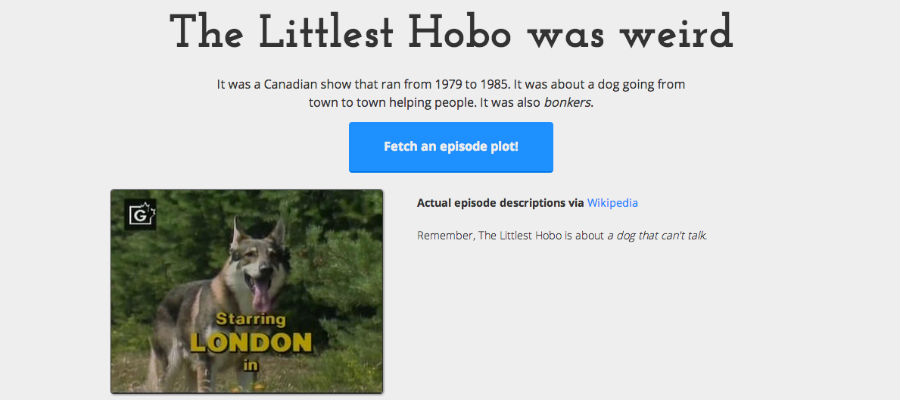 The Littlest Hobo was weird
It was a Canadian show that ran from 1979 to 1985. It was about a dog going from
town to town helping people. It was also bonkers.
Fetch an episode plot!
G
Starring
LONDON
in
Actual episode descriptions via Wikipedia
Remember, The Littlest Hobo is about a dog that can't talk.